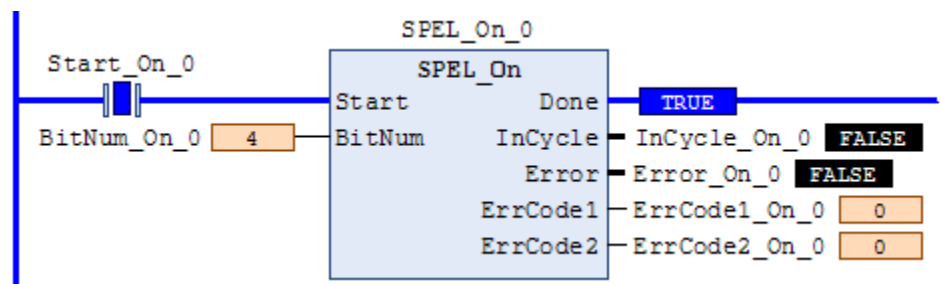 SPEL_On_0
Start_On_0
SPEL_On
Start Done TRUE
BitNum_On_0 4 BitNum InCycle InCycle_On_0 FALSE
Error Error_On_0 FALSE
ErrCode1 ErrCode1_On_0 0
ErrCode2 ErrCode2_On_0 0